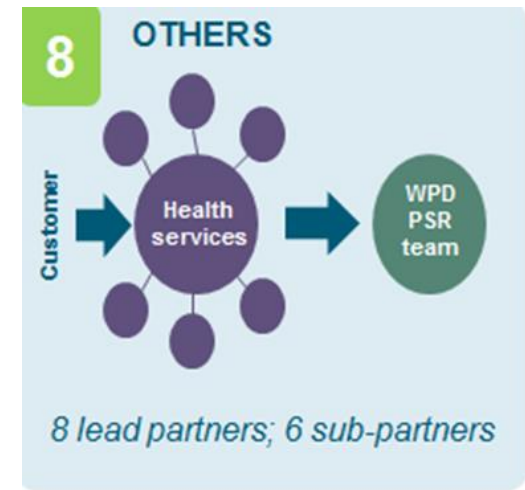 8
OTHERS
Customer
Health
services
WPD
PSR
team
8 lead partners; 6 sub-partners